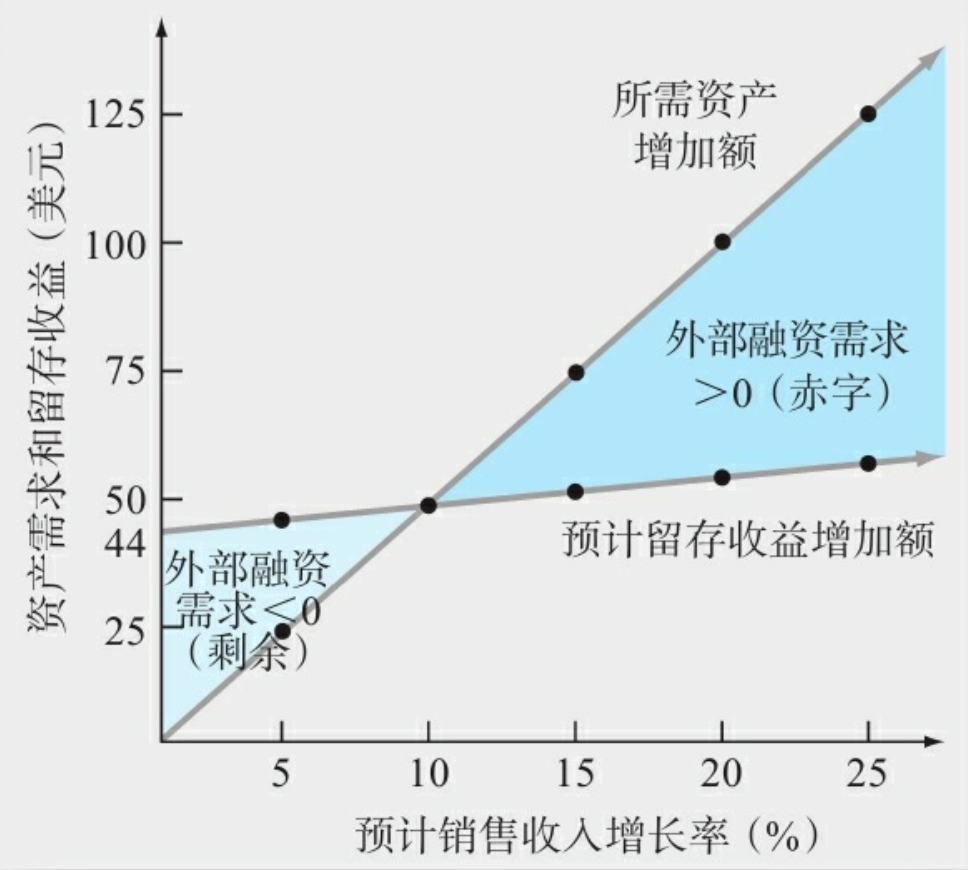 资产需求和留存收益（美元）
125
100
75
50
44
25
所需资产
增加额
外部融资需求
>0（赤字）
预计留存收益增加额
外部融资
需求<0
（剩余）
5 10 15 20 25
预计销售收入增长率（%）